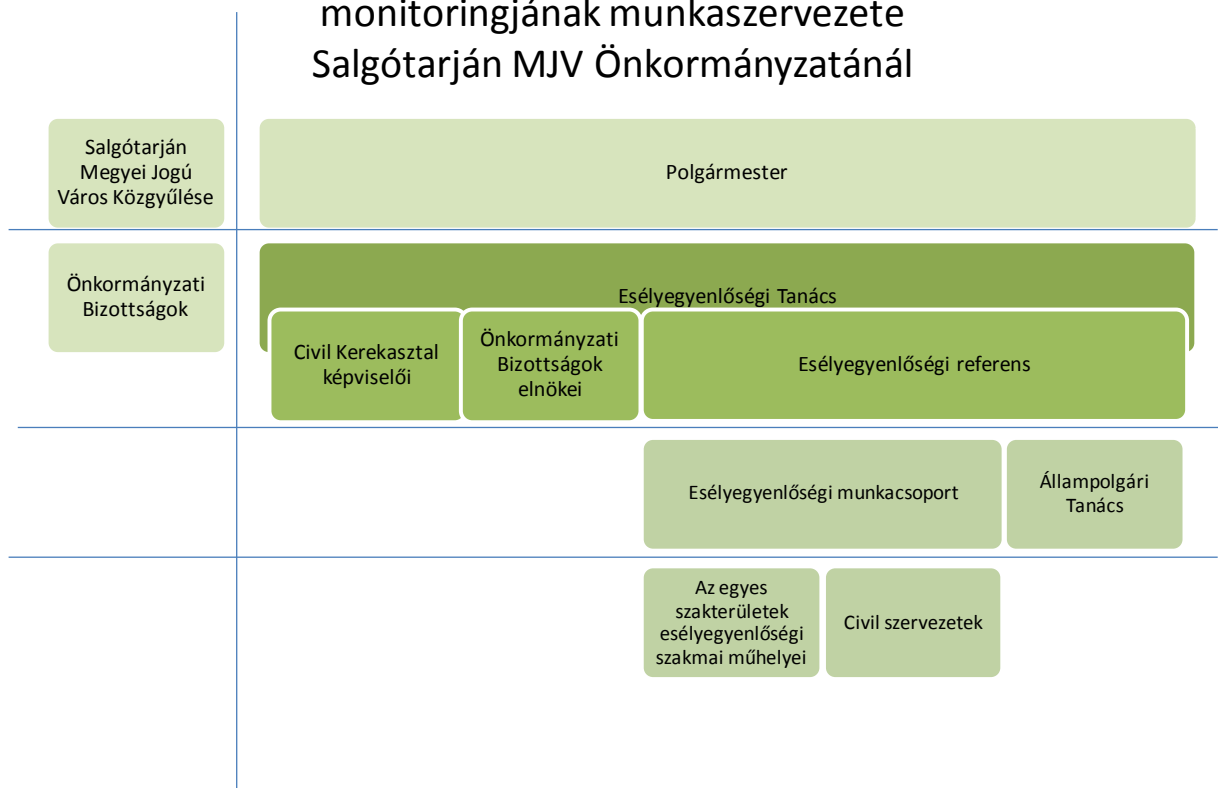 monitoringjának munkaszervezete
Salgótarján MJV Önkormányzatánál
Salgótarján
Megyei Jogú
Város Közgyűlése
Polgármester
Önkormányzati
Bizottságok
Esélyegyenlőségi Tanács
Civil Kerekasztal
képviselői
Önkormányzati
Bizottságok
elnökei
Esélyegyenlőségi referens
Esélyegyenlőségi munkacsoport
Állampolgári
Tanács
Az egyes
szakterületek
esélyegyenlőségi
szakmai műhelyei
Civil szervezetek